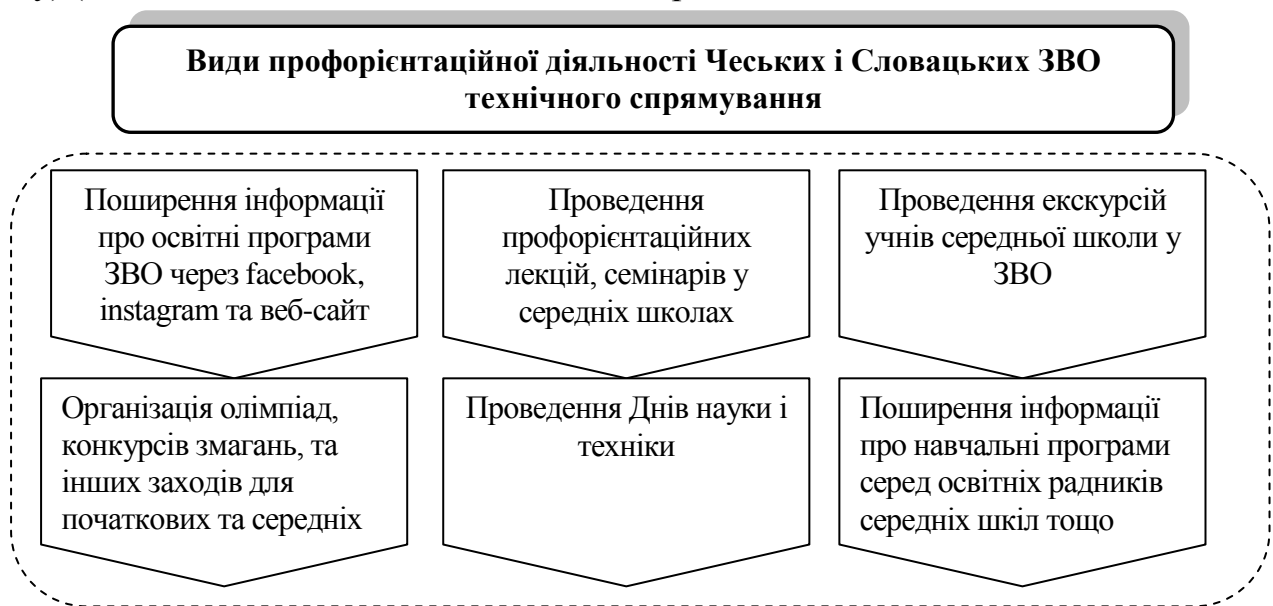 Види профорієнтаційної діяльності Чеських і Словацьких ЗВО
технічного спрямування
Поширення інформації
про освітні програми
ЗВО через facebook,
instagram та веб-сайт
Проведення
профорієнтаційних
лекцій, семінарів у
середніх школах
Проведення екскурсій
учнів середньої школи у
ЗВО
Організація олімпіад,
конкурсів змагань, та
інших заходів для
початкових та середніх
Проведення Днів науки і
техніки
Поширення інформації
про навчальні програми
серед освітніх радників
середніх шкіл тощо